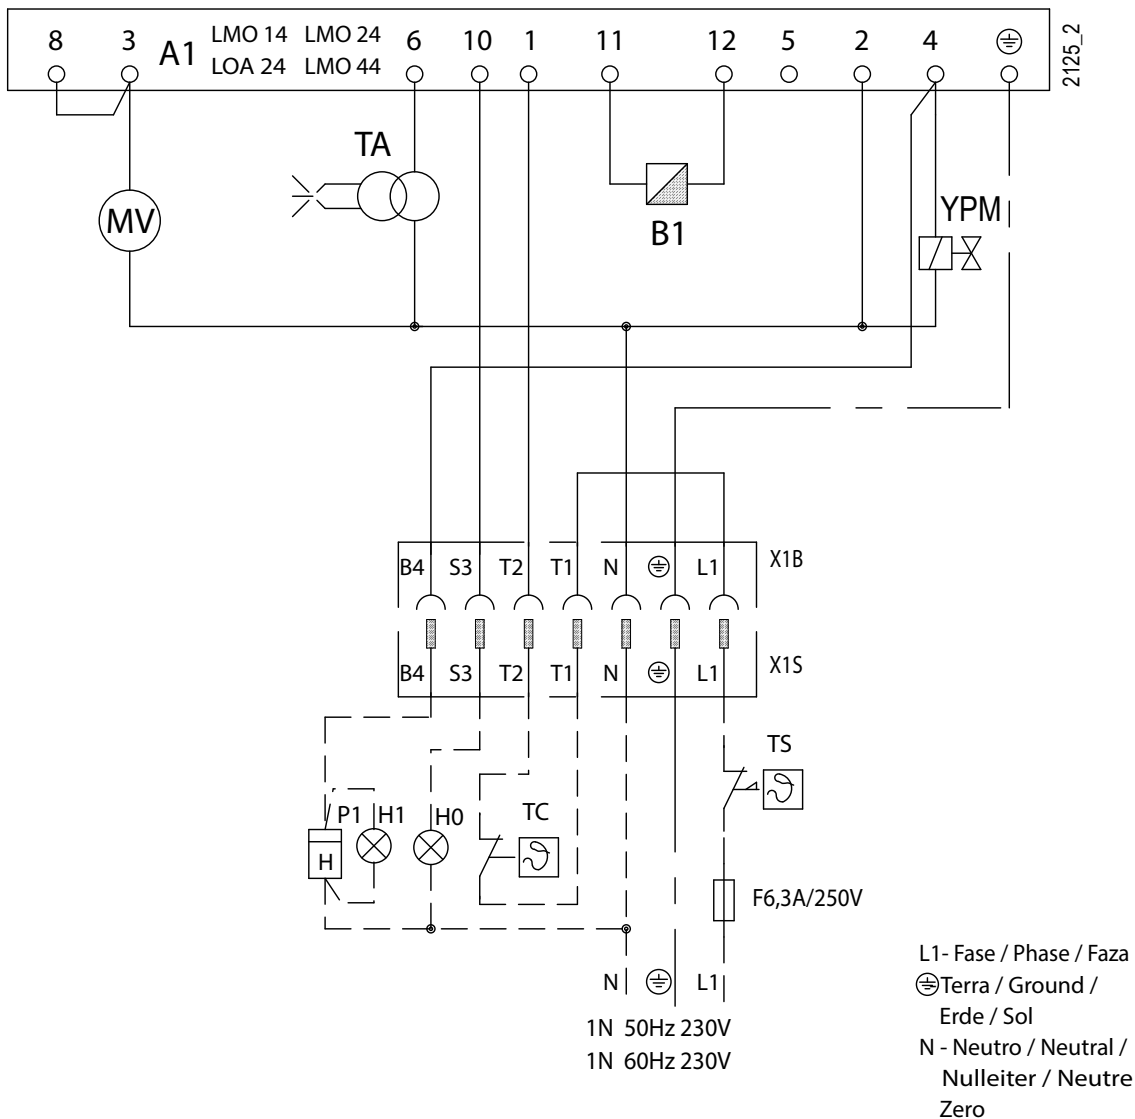 8 3 A1 LMO 14 LMO 24 6 10 1 11 12 5 2 4
LOA 24 LMO 44
2125_2
TA
MV
B1
YPM
B4 S3 T2 T1 N L1 X1B
B4 S3 T2 T1 N L1 X1S
TS
P1 H1 H0 TC
H
F6,3A/250V
N L1
1N 50Hz 230V
1N 60Hz 230V
L1- Fase / Phase / Faza
Terra / Ground /
Erde / Sol
N - Neutro / Neutral /
Nulleiter / Neutre
Zero